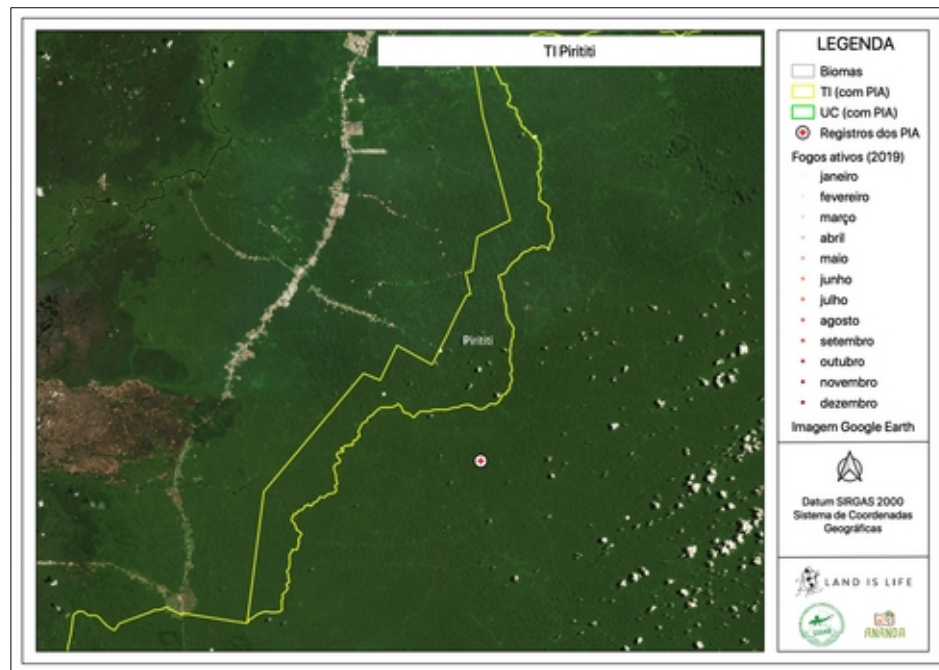 TI Pirititi
Pirititi
LEGENDA
Biomas
TI (com PIA)
UC (com PIA)
Registros dos PIA
Fogos ativos (2019)
janeiro
fevereiro
março
abril
maio
junho
julho
agosto
setembro
outubro
novembro
dezembro
Imagem Google Earth
Datum SIRGAS 2000
Sistema de Coordenadas
Geográficas
LAND IS LIFE
ANANDA